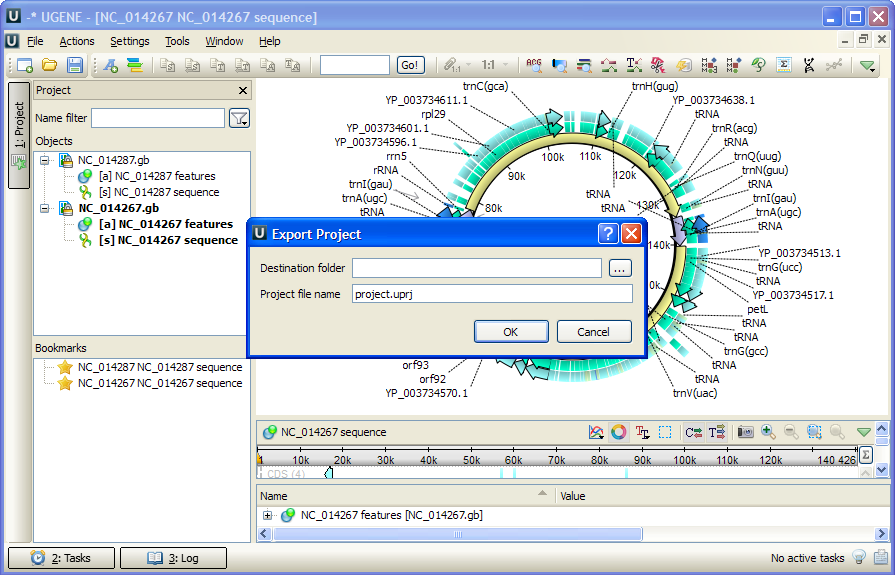 -* UGENE - [NC_014267 NC_014267 sequence]
File Actions Settings Tools Window Help
Go! 1:1
1: Project
Project
Name filter
Objects
NC_014287.gb
[a] NC_014287 features
[s] NC_014287 sequence
NC_014267.gb
[a] NC_014267 features
[s] NC_014267 sequence
Bookmarks
NC_014287 NC_014287 sequence
NC_014267 NC_014267 sequence
trnC(gca)
YP_003734611.1
rpl29
YP_003734601.1
YP_003734596.1
rrn5
rRNA
trnI(gau)
trnA(ugc)
tRNA
trnH(gug)
YP_003734638.1
tRNA
trnR(acg)
tRNA
trnQ(uug)
trnN(guu)
tRNA
trnI(gau)
trnA(ugc)
tRNA
tRNA
tRNA
80k
90k
100k
110k
120k
130k
140k
YP_003734513.1
trnG(ucc)
YP_003734517.1
petL
tRNA
tRNA
trnG(gcc)
tRNA
tRNA
trnV(uac)
orf93
orf92
YP_003734570.1
Export Project
Destination folder
...
Project file name project.uprj
OK Cancel
NC_014267 sequence
1 10k 20k 30k 40k 50k 60k 70k 80k 90k 100k 110k 120k 140 426
CDS (4)
Name Value
NC_014267 features [NC_014267.gb]
2: Tasks 3: Log No active tasks